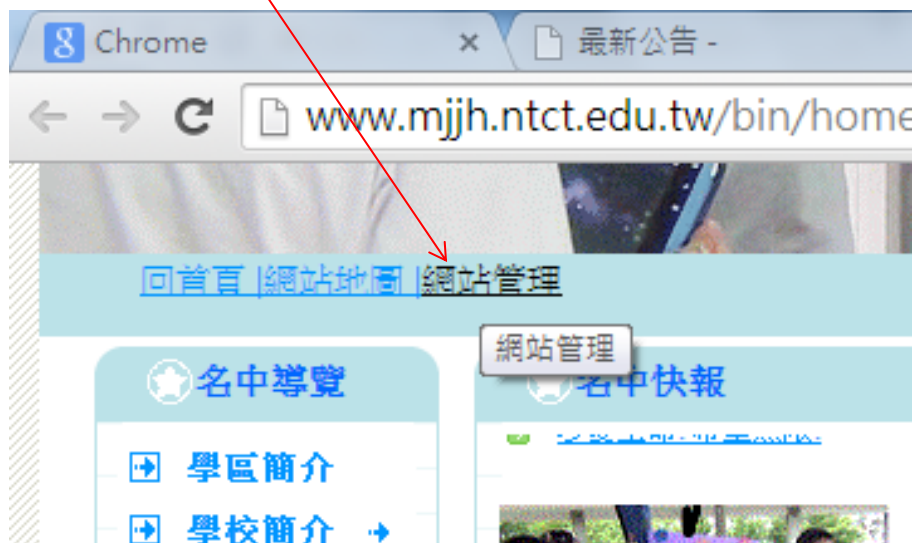 Chrome × 最新公告 -
www.mjjh.ntct.edu.tw/bin/home
回首頁 |網站地圖 |網站管理
網站管理
名中導覽
名中快報
學區簡介
學校簡介